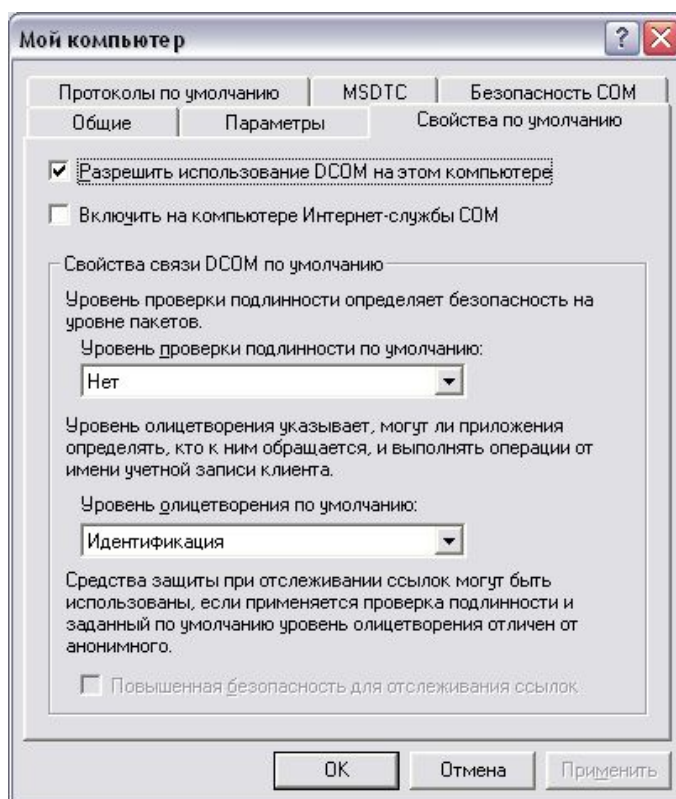 Мой компьютер
Протоколы по умолчанию MSDTC Безопасность COM
Общие Параметры Свойства по умолчанию
Разрешить использование DCOM на этом компьютере
Включить на компьютере Интернет-службы COM
Свойства связи DCOM по умолчанию
Уровень проверки подлинности определяет безопасность на
уровне пакетов.
Уровень проверки подлинности по умолчанию:
Нет
Уровень олицетворения указывает, могут ли приложения
определять, кто к ним обращается, и выполнять операции от
имени учетной записи клиента.
Уровень олицетворения по умолчанию:
Идентификация
Средства защиты при отслеживании ссылок могут быть
использованы, если применяется проверка подлинности и
заданный по умолчанию уровень олицетворения отличен от
анонимного.
Повышенная безопасность для отслеживания ссылок
OK Отмена Применить